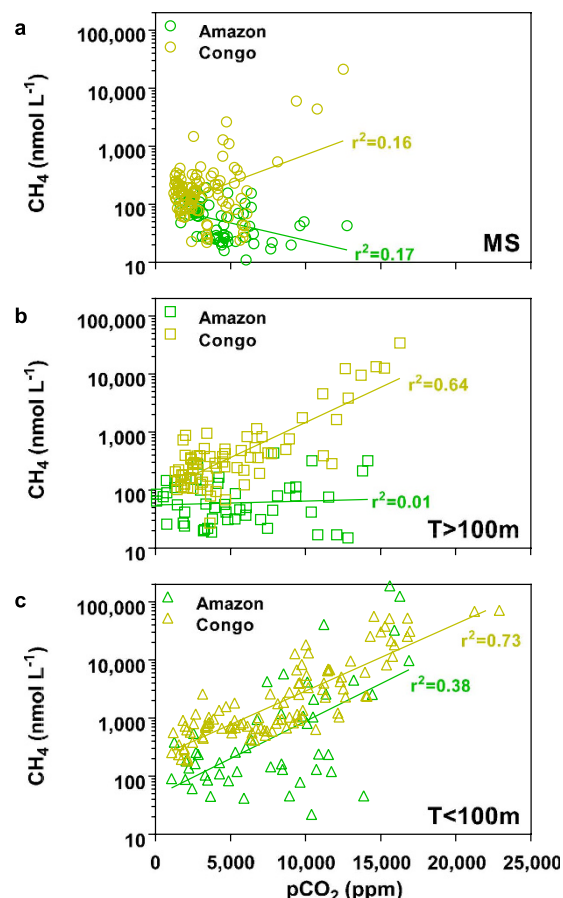 a
Amazon
Congo
100,000
10,000
1,000
100
10
CH₄ (nmol L⁻¹)
r²=0.16
r²=0.17
MS
b
Amazon
Congo
100,000
10,000
1,000
100
10
CH₄ (nmol L⁻¹)
r²=0.64
r²=0.01
T>100m
c
Amazon
Congo
100,000
10,000
1,000
100
10
CH₄ (nmol L⁻¹)
r²=0.73
r²=0.38
T<100m
0 5,000 10,000 15,000 20,000 25,000
pCO₂ (ppm)